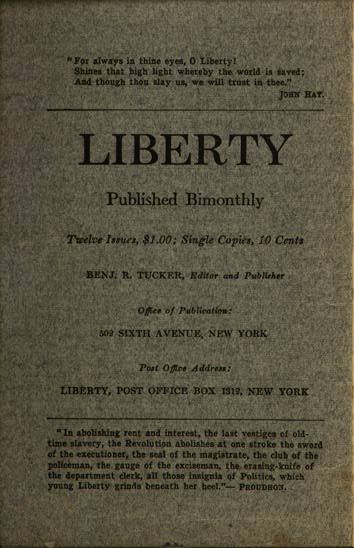 "For always in thine eyes, O Liberty!
Shines that high light whereby the world is saved;
And though thou slay us, we will trust in thee."
JOHN HAY.
LIBERTY
Published Bimonthly
Twelve Issues, $1.00; Single Copies, 10 Cents
BENJ. R. TUCKER, Editor and Publisher
Office of Publication:
502 SIXTH AVENUE, NEW YORK
Post Office Address:
LIBERTY, POST OFFICE BOX 1312, NEW YORK
"In abolishing rent and interest, the last vestiges of old-
time slavery, the Revolution abolishes at one stroke the sword
of the executioner, the seal of the magistrate, the club of the
policeman, the gauge of the exciseman, the erasing-knife of
the department clerk, all those insignia of Politics, which
young Liberty grinds beneath her heel."— PROUDHON.